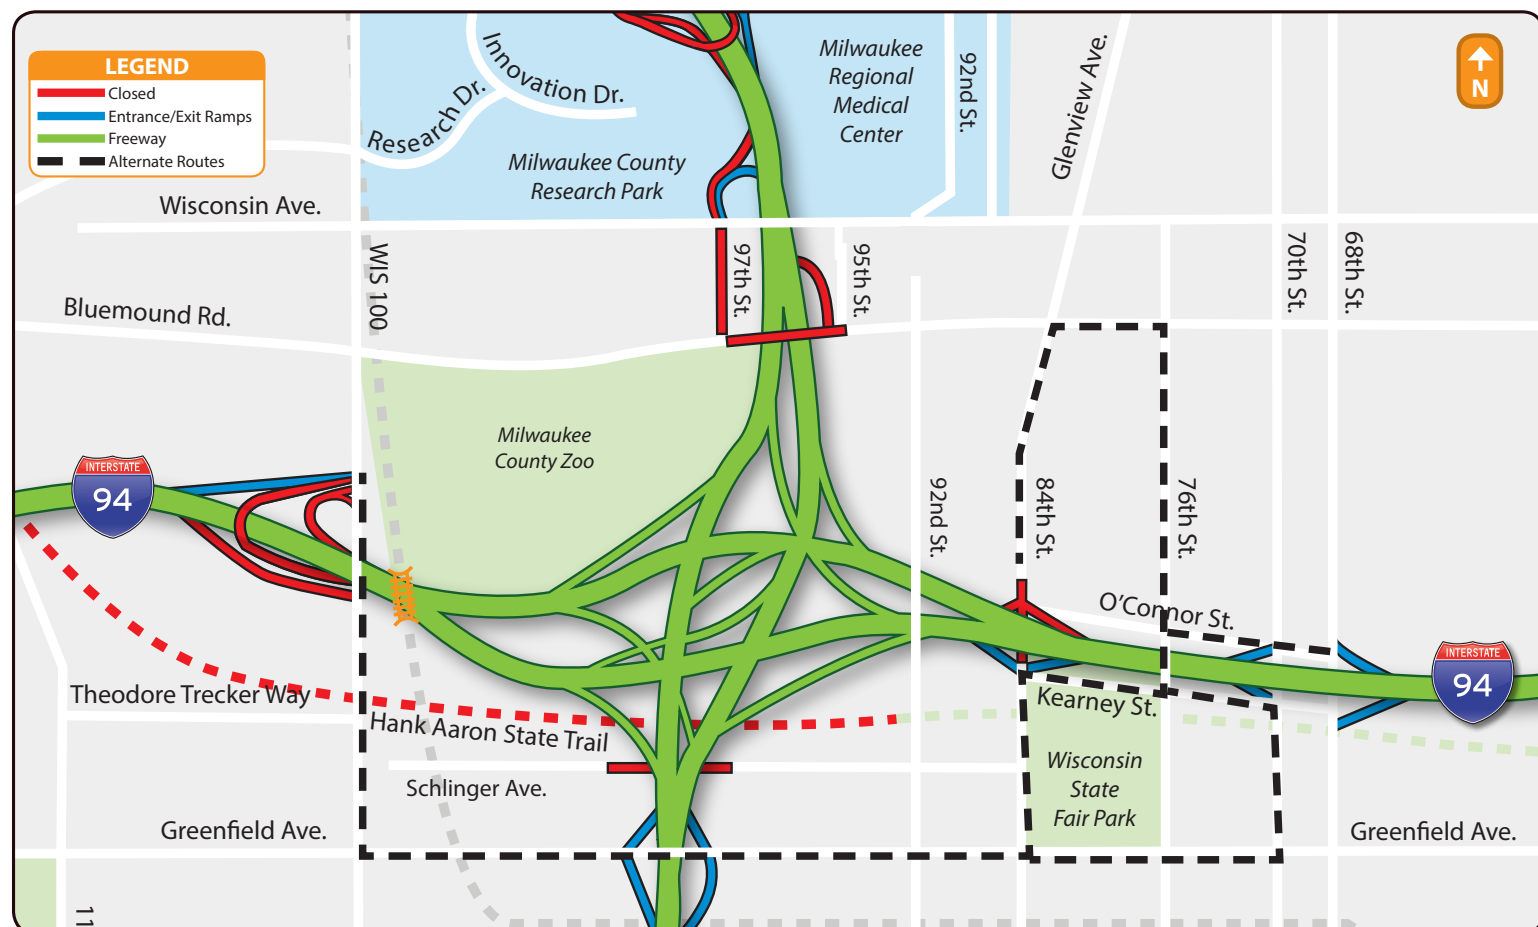 LEGEND
Closed
Entrance/Exit Ramps
Freeway
Alternate Routes
Innovation Dr.
Research Dr.
Milwaukee County
Research Park
Milwaukee
Regional
Medical
Center
92nd St.
Glenview Ave.
N
Wisconsin Ave.
WIS 100
97th St.
95th St.
70th St.
68th St.
Bluemound Rd.
Milwaukee
County Zoo
INTERSTATE
94
92nd St.
84th St.
76th St.
O'Connor St.
INTERSTATE
94
Theodore Trecker Way
Kearney St.
Hank Aaron State Trail
Wisconsin
State
Fair Park
Schlinger Ave.
Greenfield Ave.
Greenfield Ave.
11